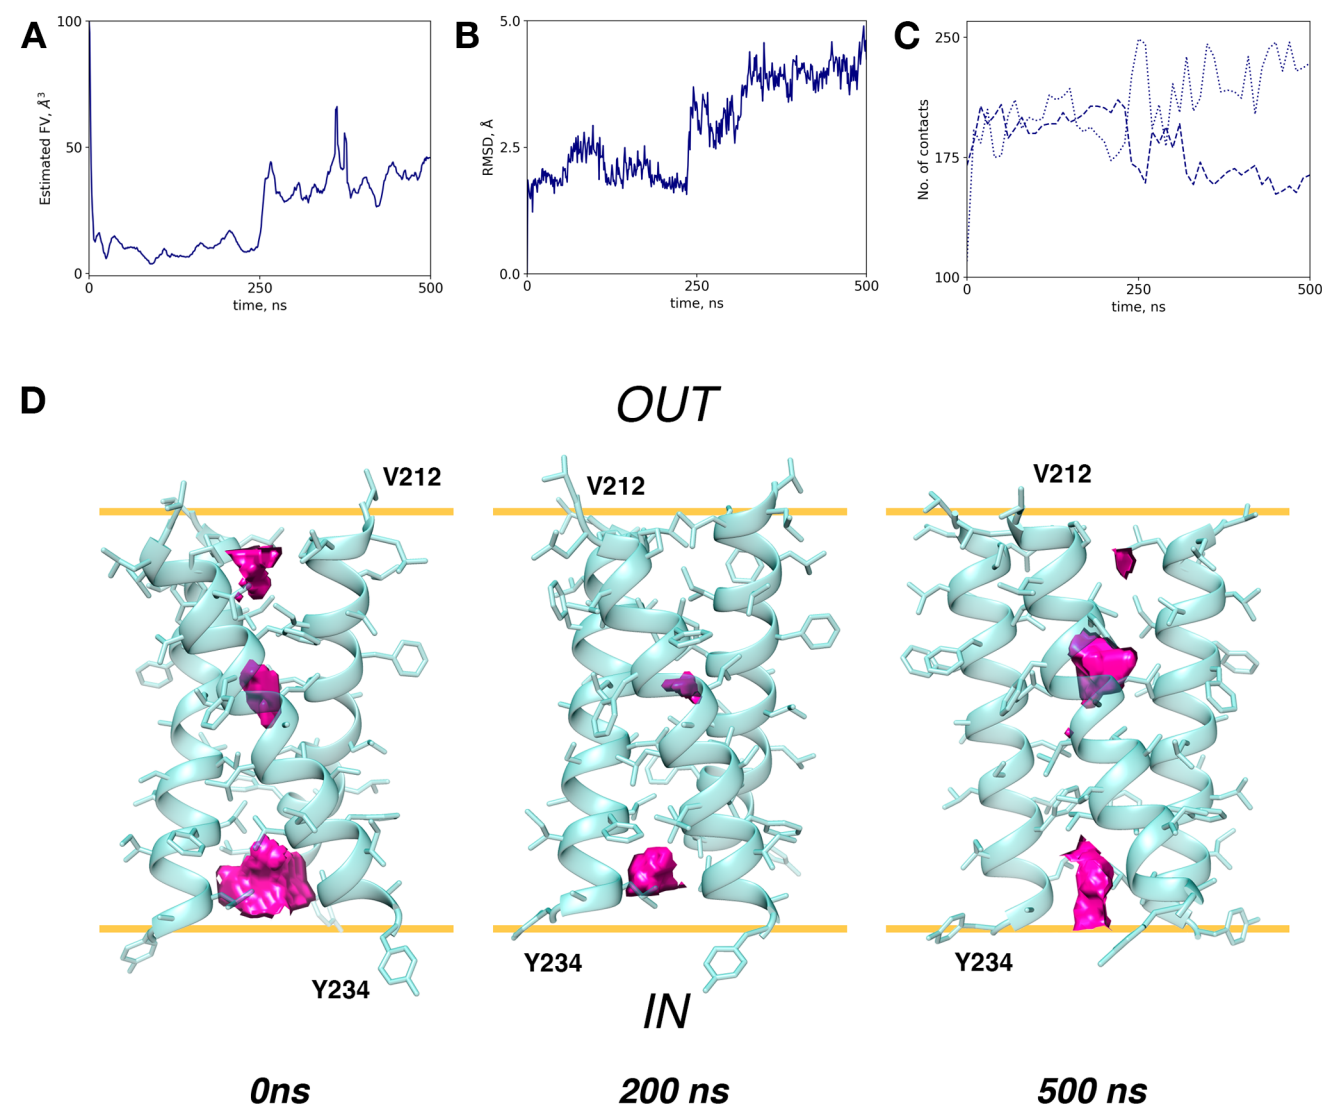 A
B
C
100
50
0
0
250
500
Estimated FV, Å³
time, ns
5.0
2.5
0.0
0
250
500
RMSD, Å
time, ns
250
175
100
0
250
500
No. of contacts
time, ns
D
OUT
V212
V212
V212
Y234
Y234
Y234
IN
0ns
200 ns
500 ns